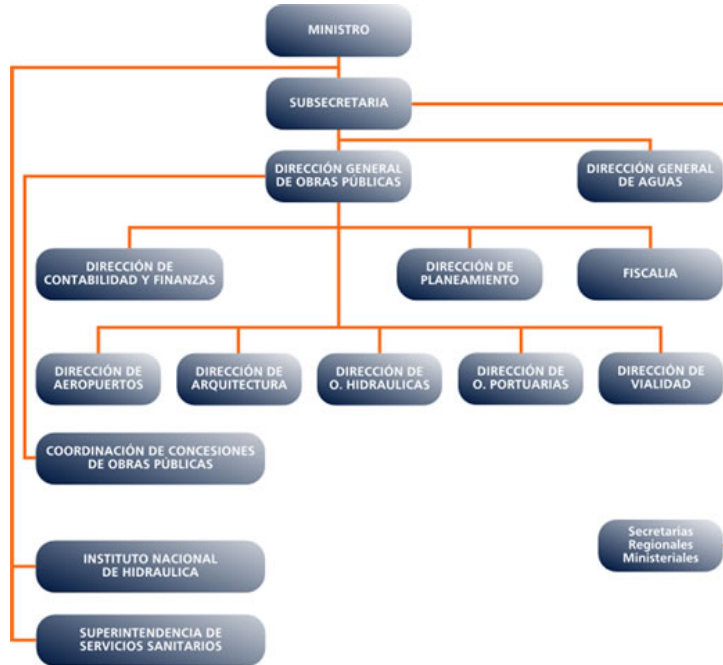 MINISTRO
SUBSECRETARIA
DIRECCIÓN GENERAL
DE OBRAS PÚBLICAS
DIRECCIÓN GENERAL
DE AGUAS
DIRECCIÓN DE
CONTABILIDAD Y FINANZAS
DIRECCIÓN DE
PLANEAMIENTO
FISCALIA
DIRECCIÓN DE
AEROPUERTOS
DIRECCIÓN DE
ARQUITECTURA
DIRECCIÓN DE
O. HIDRAULICAS
DIRECCIÓN DE
O. PORTUARIAS
DIRECCIÓN DE
VIALIDAD
COORDINACIÓN DE CONCESIONES
DE OBRAS PÚBLICAS
Secretarias
Regionales
Ministeriales
INSTITUTO NACIONAL
DE HIDRAÚLICA
SUPERINTENDENCIA DE
SERVICIOS SANITARIOS